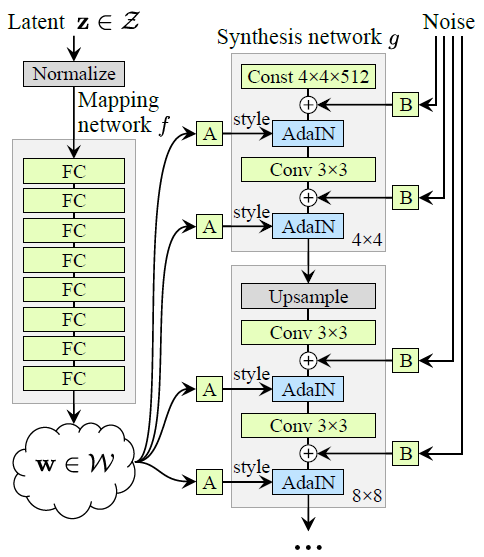 Latent z ∈ 𝒵
Normalize
Mapping
network f
FC
FC
FC
FC
FC
FC
FC
FC
w ∈ 𝒲
Synthesis network g
Noise
Const 4×4×512
B
A
style
AdaIN
Conv 3×3
B
A
style
AdaIN
4×4
Upsample
Conv 3×3
B
A
style
AdaIN
Conv 3×3
B
A
style
AdaIN
8×8
...